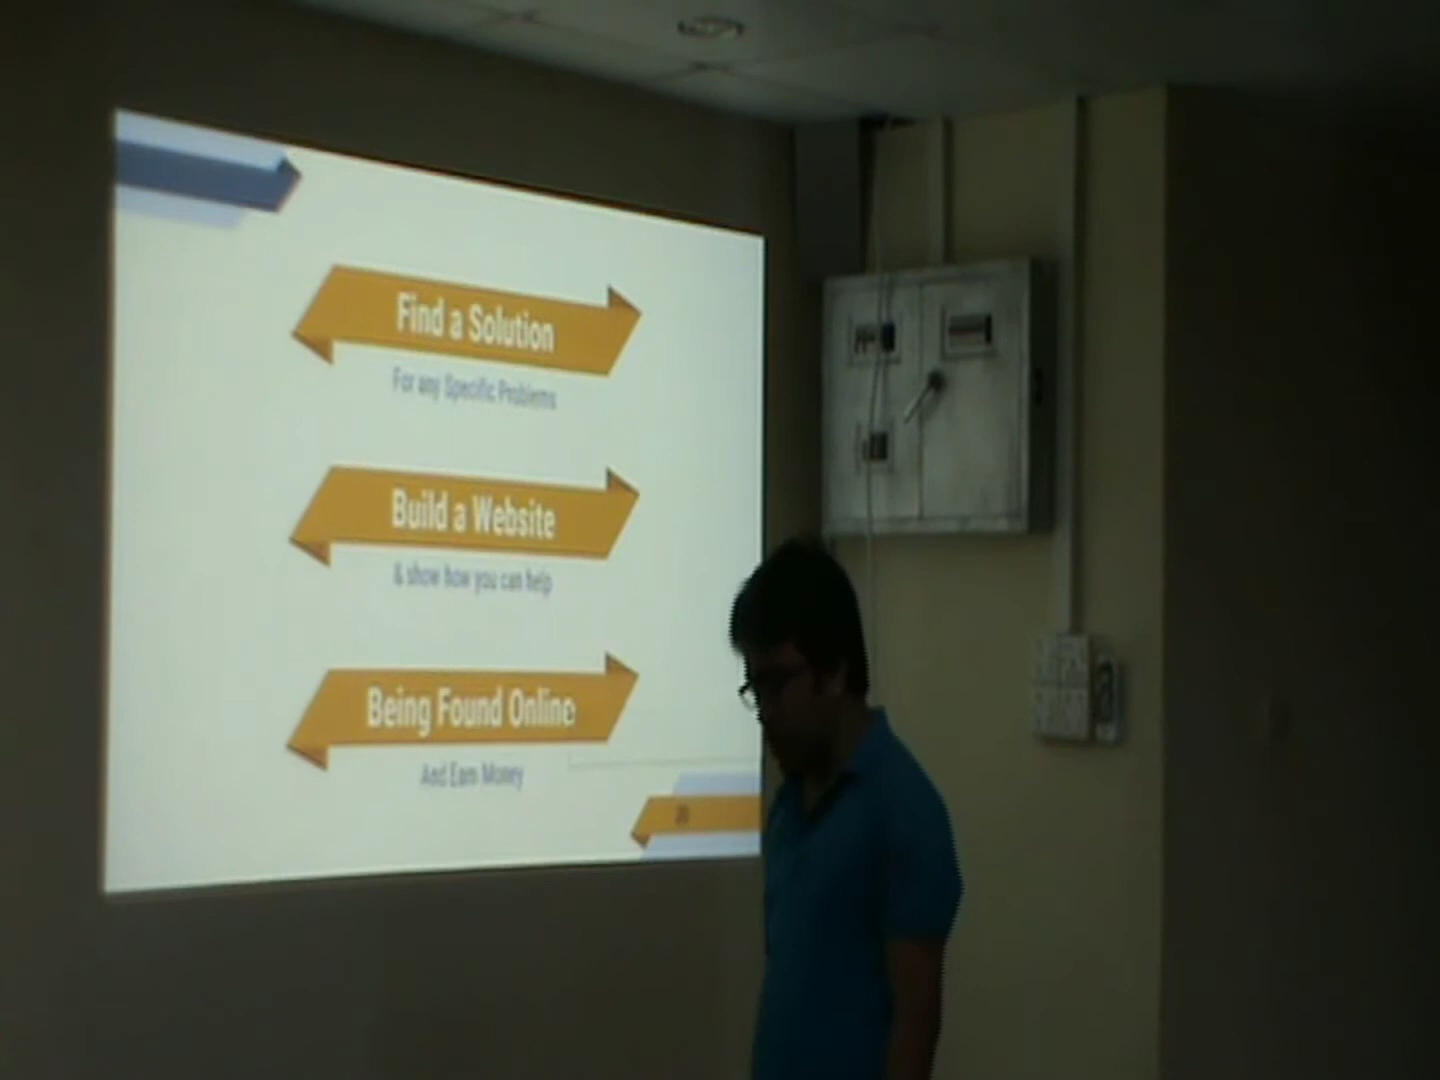 Find a Solution
For any Specific Problems
Build a Website
& show how you can help
Being Found Online
And Earn Money
20